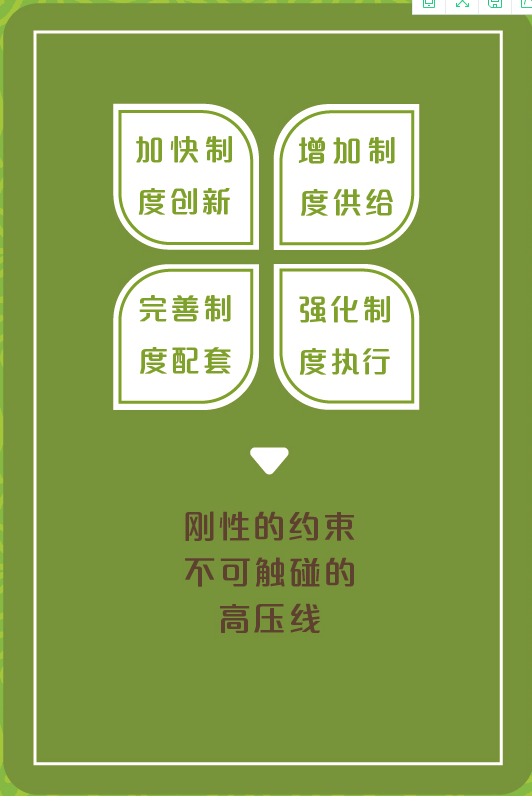 加快制
度创新
增加制
度供给
完善制
度配套
强化制
度执行
刚性的约束
不可触碰的
高压线